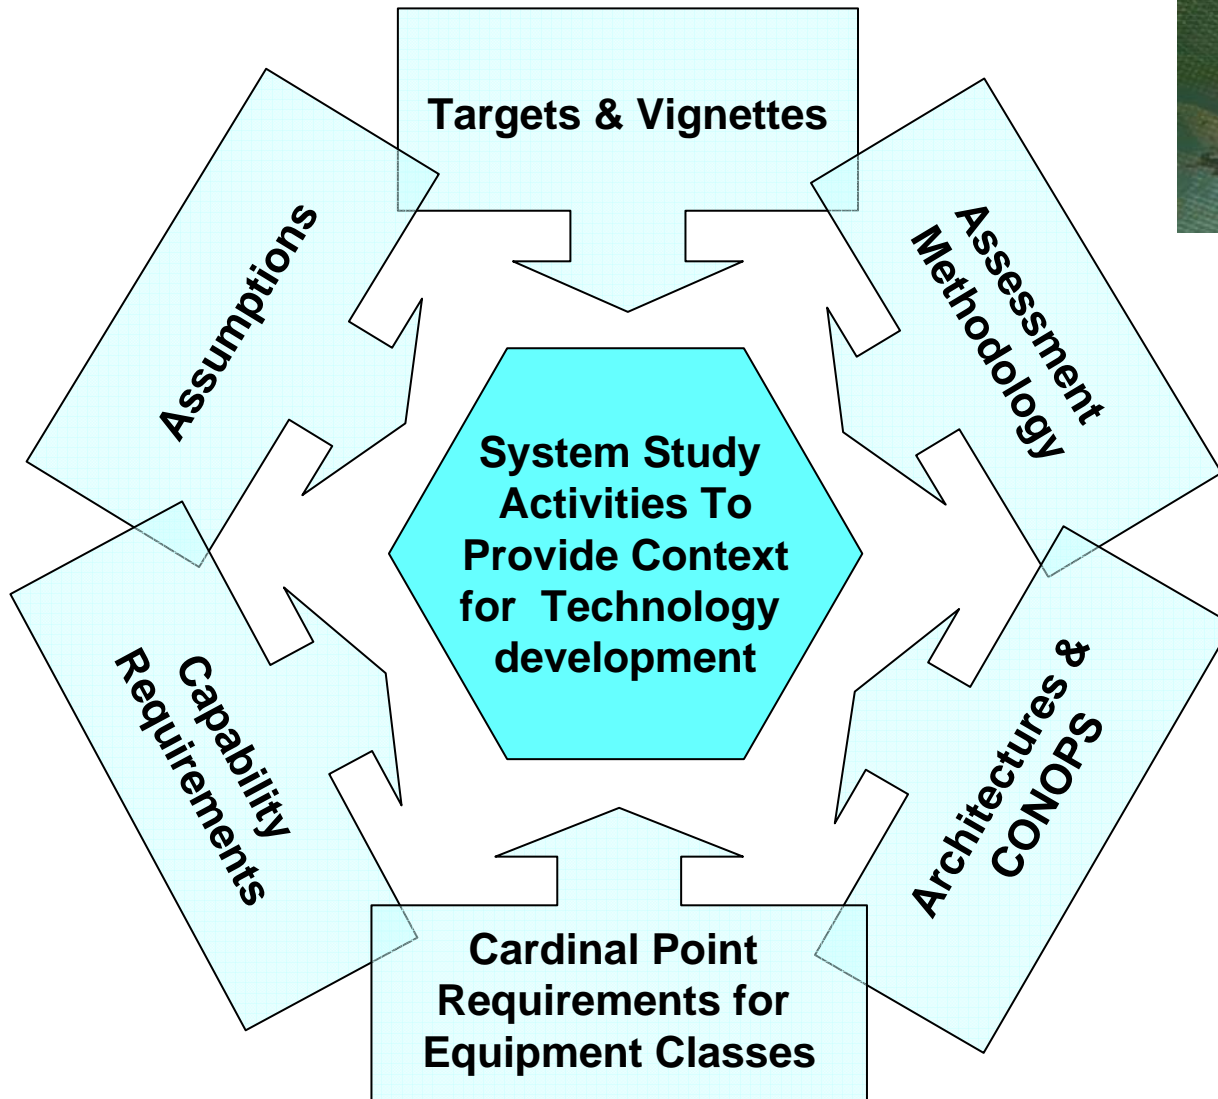 Targets & Vignettes
Assumptions
Assessment
Methodology
System Study
Activities To
Provide Context
for Technology
development
Capability
Requirements
Architectures &
CONOPS
Cardinal Point
Requirements for
Equipment Classes